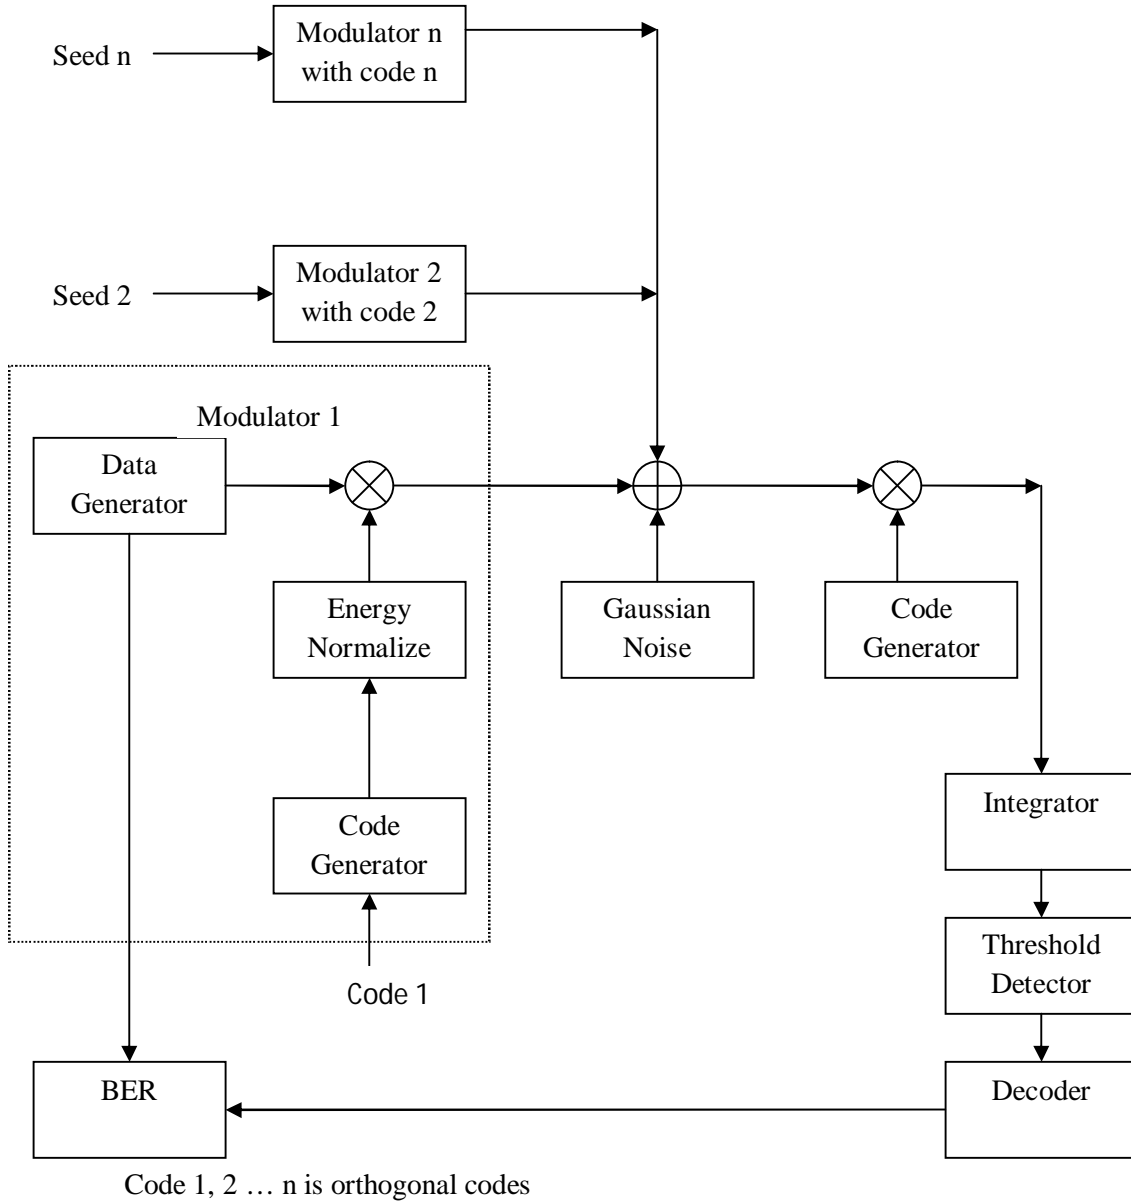 Seed n
Modulator n
with code n
Seed 2
Modulator 2
with code 2
Modulator 1
Data
Generator
Energy
Normalize
Gaussian
Noise
Code
Generator
Code
Generator
Integrator
Threshold
Detector
Code 1
BER
Decoder
Code 1, 2 … n is orthogonal codes